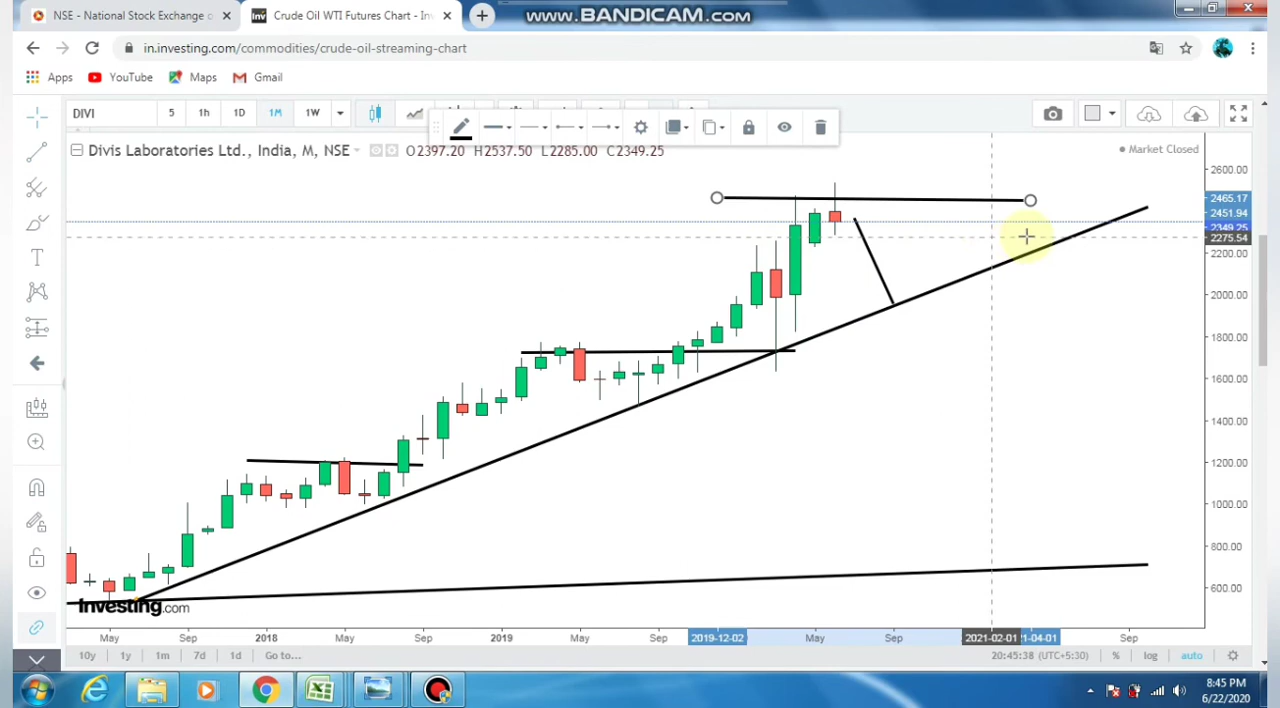 NSE - National Stock Exchange o
Crude Oil WTI Futures Chart - Inv
www.BANDICAM.com
in.investing.com/commodities/crude-oil-streaming-chart
Apps YouTube Maps Gmail
DIVI 5 1h 1D 1M 1W
Divis Laboratories Ltd., India, M, NSE O2397.20 H2537.50 L2285.00 C2349.25
Market Closed
2600.00
2465.17
2451.94
2349.25
2275.54
2200.00
2000.00
1800.00
1600.00
1400.00
1200.00
1000.00
800.00
600.00
Investing.com
May Sep 2018 May Sep 2019 May Sep 2019-12-02 May Sep 2021-02-01 1-04-01 Sep
10y 1y 1m 7d 1d Go to... 20:45:38 (UTC+5:30) % log auto
8:45 PM
6/22/2020